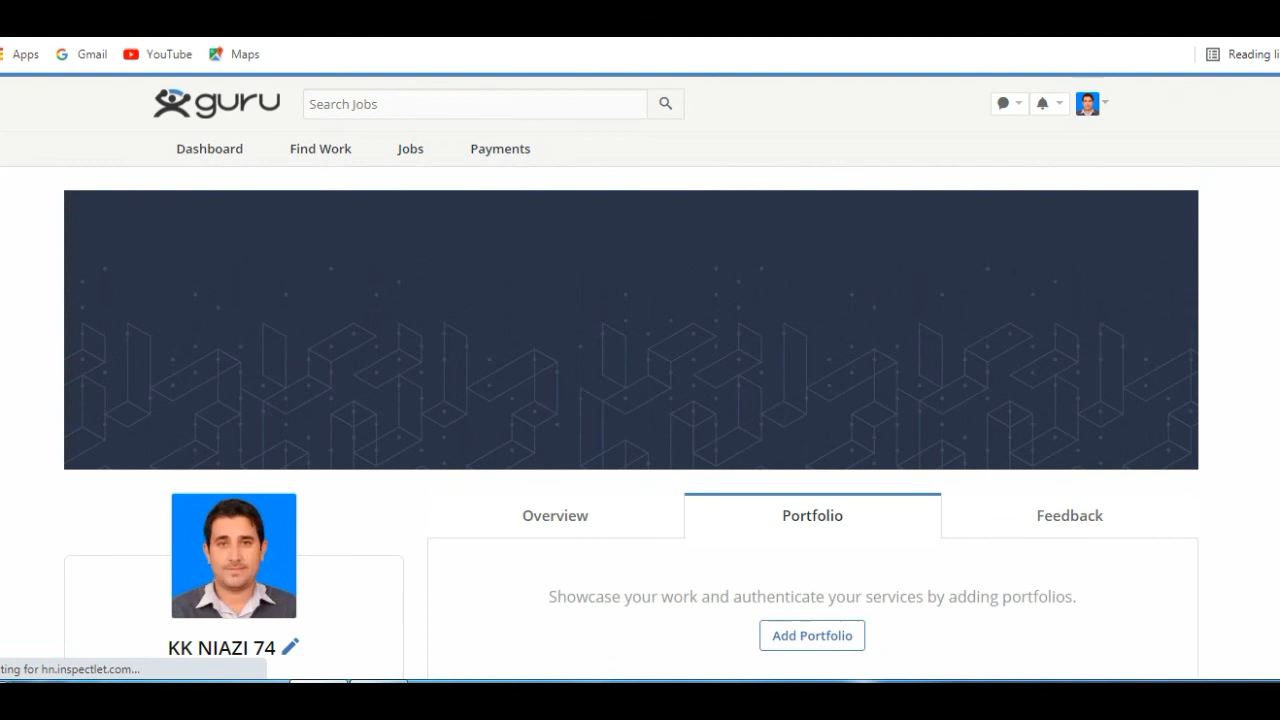 Apps Gmail YouTube Maps Reading li
guru Search Jobs
Dashboard Find Work Jobs Payments
Overview Portfolio Feedback
Showcase your work and authenticate your services by adding portfolios.
Add Portfolio
KK NIAZI 74
ting for hn.inspectlet.com...